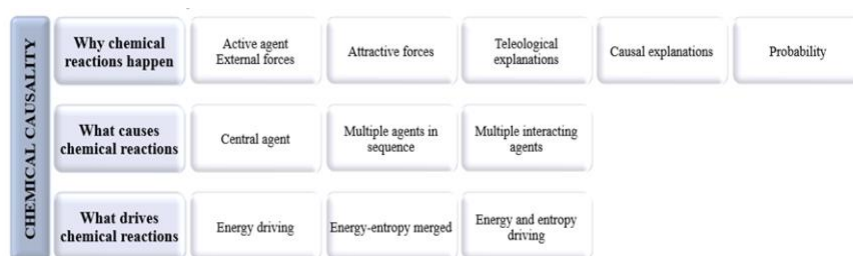 CHEMICAL CAUSALITY
Why chemical
reactions happen
Active agent
External forces
Attractive forces
Teleological
explanations
Causal explanations
Probability
What causes
chemical reactions
Central agent
Multiple agents in
sequence
Multiple interacting
agents
What drives
chemical reactions
Energy driving
Energy-entropy merged
Energy and entropy
driving